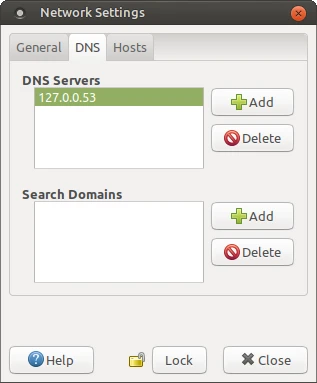 Network Settings
General DNS Hosts
DNS Servers
127.0.0.53
Add
Delete
Search Domains
Add
Delete
Help Lock Close